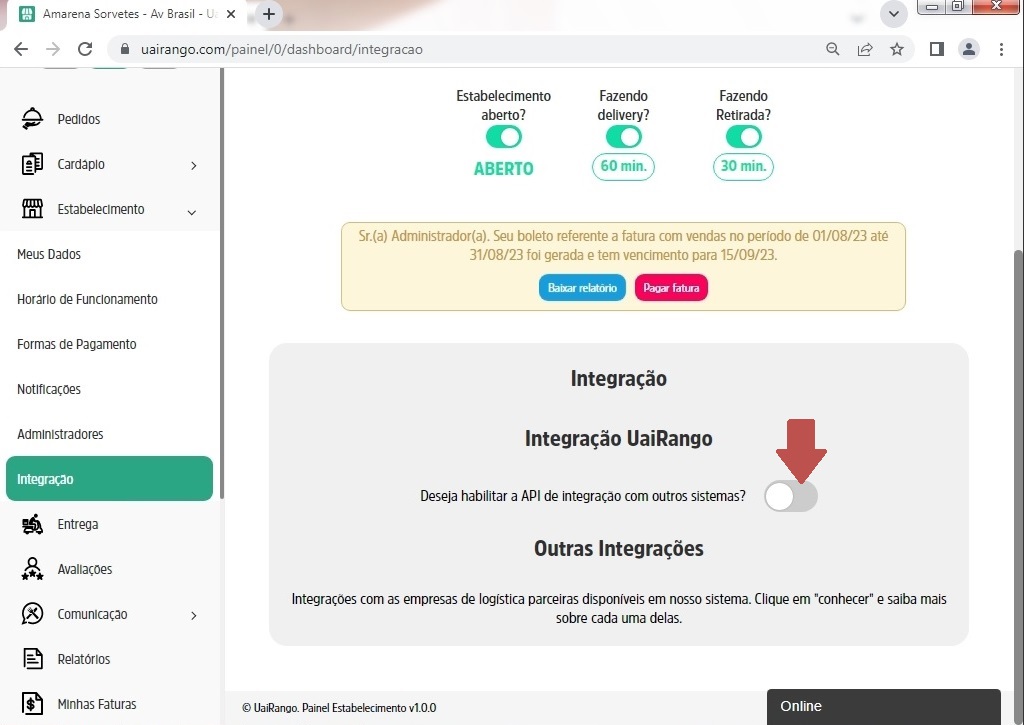 Amarena Sorvetes - Av Brasil - Ua
uairango.com/painel/0/dashboard/integracao
Pedidos
Cardápio
Estabelecimento
Meus Dados
Horário de Funcionamento
Formas de Pagamento
Notificações
Administradores
Integração
Entrega
Avaliações
Comunicação
Relatórios
Minhas Faturas
Estabelecimento
aberto?
ABERTO
Fazendo
delivery?
60 min.
Fazendo
Retirada?
30 min.
Sr.(a) Administrador(a). Seu boleto referente a fatura com vendas no período de 01/08/23 até
31/08/23 foi gerada e tem vencimento para 15/09/23.
Baixar relatório
Pagar fatura
Integração
Integração UaiRango
Deseja habilitar a API de integração com outros sistemas?
Outras Integrações
Integrações com as empresas de logística parceiras disponíveis em nosso sistema. Clique em "conhecer" e saiba mais
sobre cada uma delas.
© UaiRango. Painel Estabelecimento v1.0.0
Online